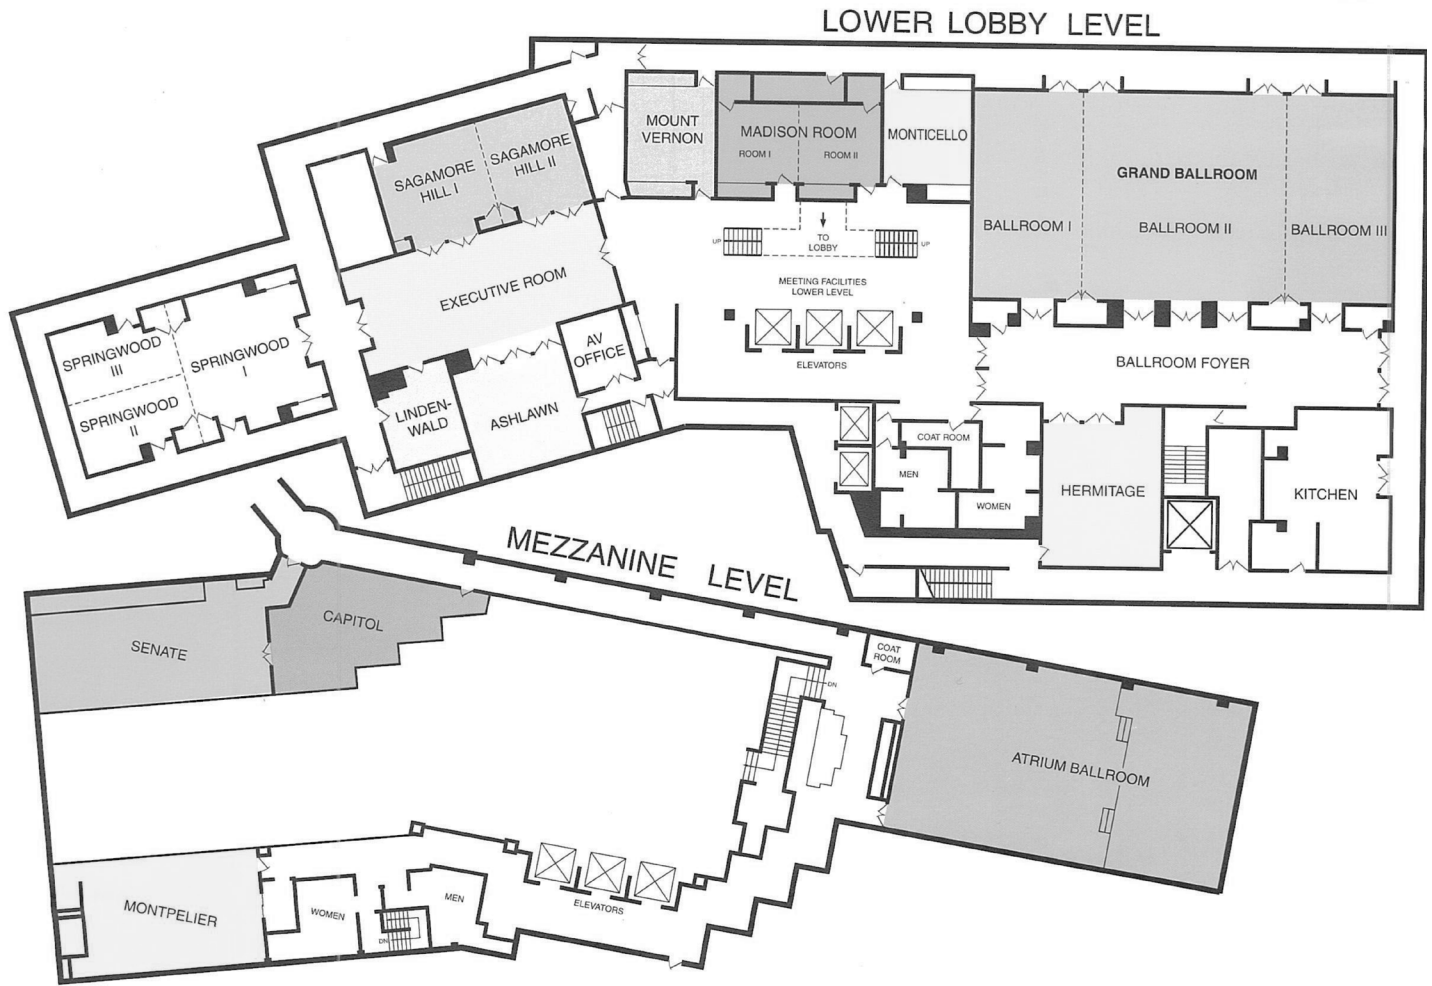 LOWER LOBBY LEVEL
MOUNT
VERNON
MADISON ROOM
ROOM I
ROOM II
MONTICELLO
GRAND BALLROOM
BALLROOM I
BALLROOM II
BALLROOM III
SAGAMORE
HILL I
SAGAMORE
HILL II
UP
TO
LOBBY
UP
EXECUTIVE ROOM
MEETING FACILITIES
LOWER LEVEL
ELEVATORS
BALLROOM FOYER
SPRINGWOOD
III
SPRINGWOOD
I
SPRINGWOOD
II
AV
OFFICE
LINDEN-
WALD
ASHLAWN
COAT ROOM
MEN
WOMEN
HERMITAGE
KITCHEN
MEZZANINE LEVEL
SENATE
CAPITOL
COAT
ROOM
DN
ATRIUM BALLROOM
MONTPELIER
WOMEN
DN
MEN
ELEVATORS